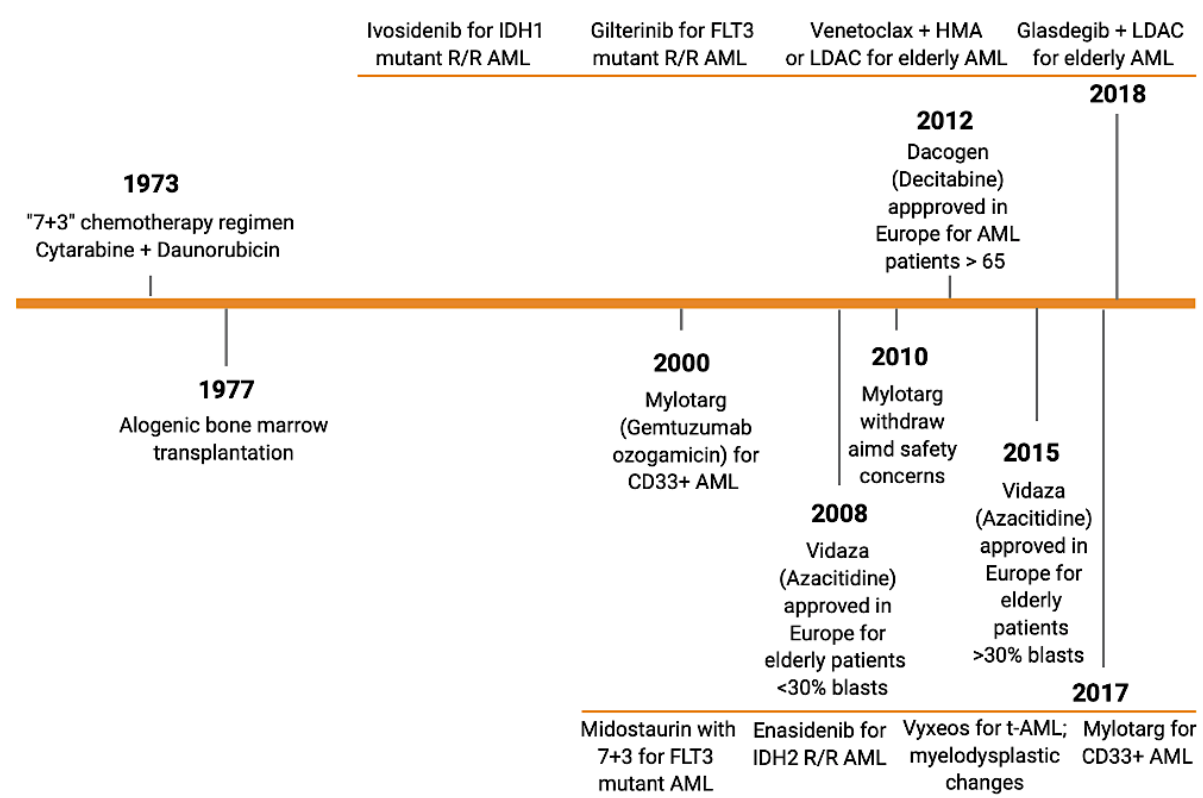 Ivosidenib for IDH1
mutant R/R AML
Gilterinib for FLT3
mutant R/R AML
Venetoclax + HMA
or LDAC for elderly AML
Glasdegib + LDAC
for elderly AML
2018
2012
Dacogen
(Decitabine)
appproved in
Europe for AML
patients > 65
1973
"7+3" chemotherapy regimen
Cytarabine + Daunorubicin
1977
Alogenic bone marrow
transplantation
2000
Mylotarg
(Gemtuzumab
ozogamicin) for
CD33+ AML
2008
Vidaza
(Azacitidine)
approved in
Europe for
elderly patients
<30% blasts
2010
Mylotarg
withdraw
aimd safety
concerns
2015
Vidaza
(Azacitidine)
approved in
Europe for
elderly
patients
>30% blasts
2017
Midostaurin with
7+3 for FLT3
mutant AML
Enasidenib for
IDH2 R/R AML
Vyxeos for t-AML;
myelodysplastic
changes
Mylotarg for
CD33+ AML